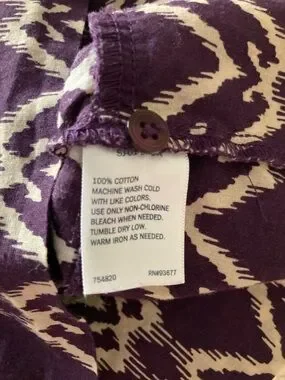 100% COTTON
MACHINE WASH COLD
WITH LIKE COLORS.
USE ONLY NON-CHLORINE
BLEACH WHEN NEEDED.
TUMBLE DRY LOW.
WARM IRON AS NEEDED.
754820 RN#93677